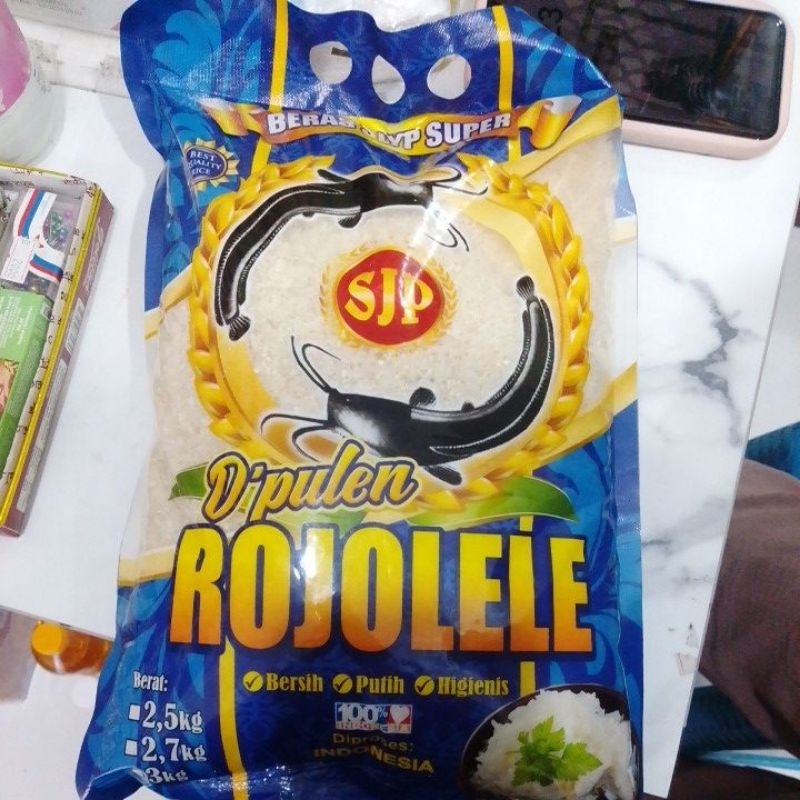 BERAS SLYP SUPER
BEST
QUALITY
RICE
SJP
D'pulen
ROJOLELE
Berat:
Bersih Putih Higienis
2,5kg
2,7kg
3kg
100%
Diproses:
INDONESIA